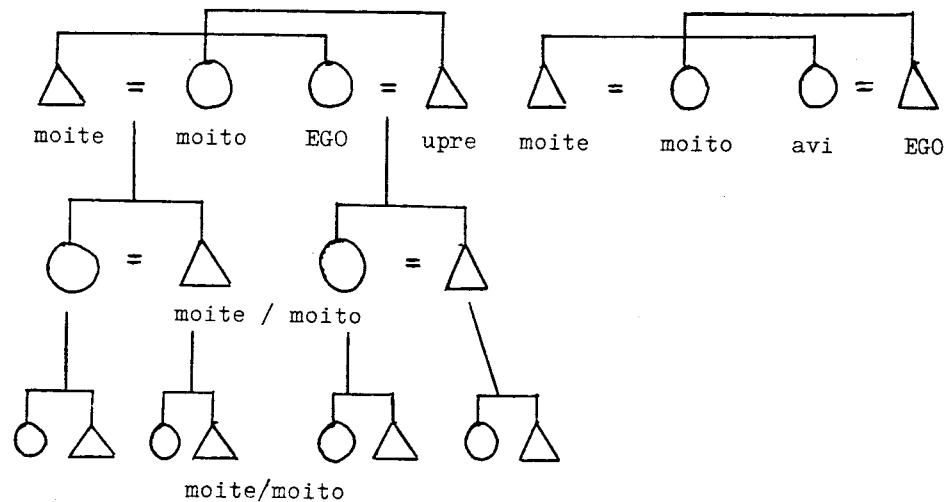 moite = moito EGO = upre moite = moito avi = EGO
moite / moito
moite/moito